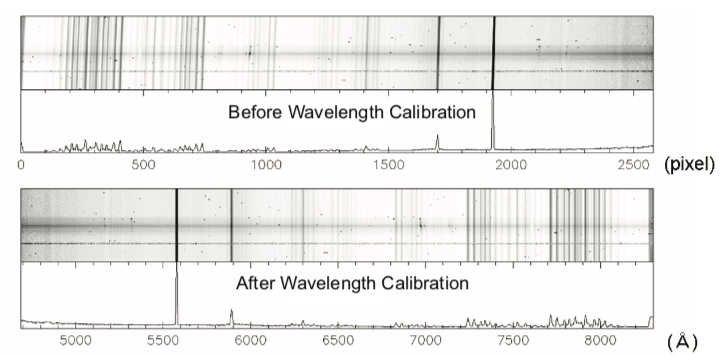 Before Wavelength Calibration
0 500 1000 1500 2000 2500 (pixel)
After Wavelength Calibration
5000 5500 6000 6500 7000 7500 8000 (Å)